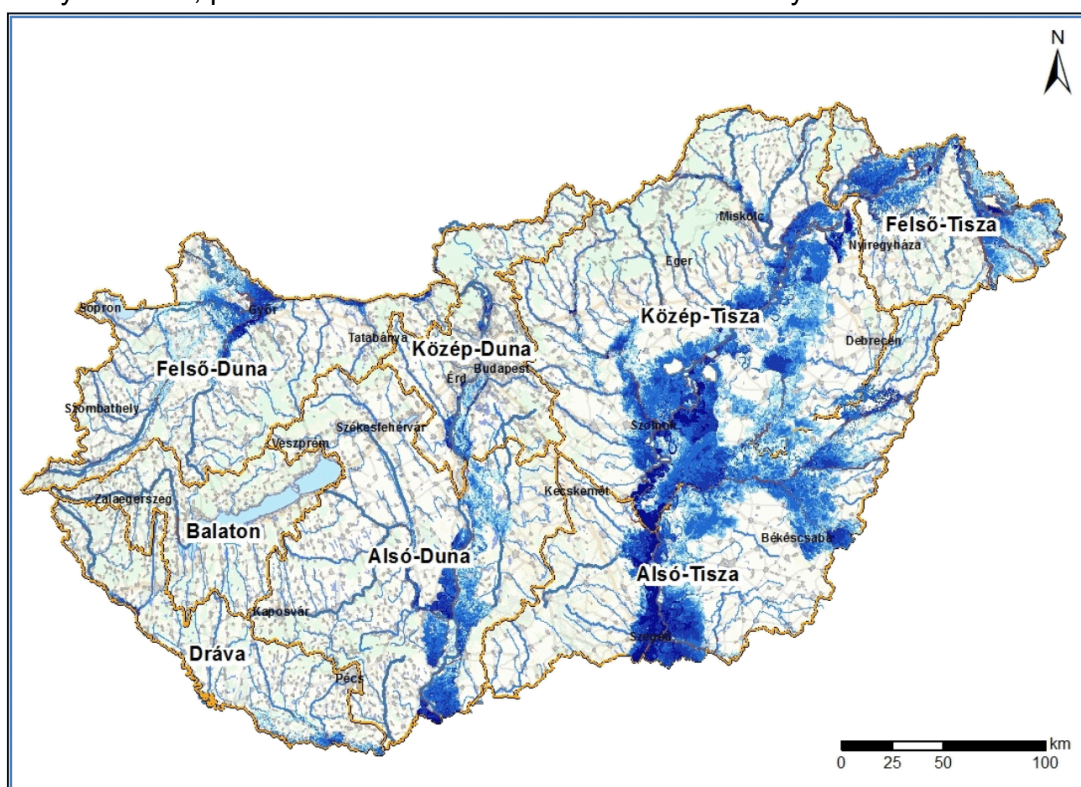 N
Miskolc
Felső-Tisza
Nyíregyháza
Eger
Sopron
Győr
Közép-Tisza
Tatabánya
Debrecen
Közép-Duna
Felső-Duna
Budapest
Érd
Szombathely
Székesfehérvár
Szolnok
Veszprém
Zalaegerszeg
Kecskemét
Balaton
Békéscsaba
Alsó-Duna
Alsó-Tisza
Kaposvár
Szeged
Dráva
Pécs
km
0 25 50 100